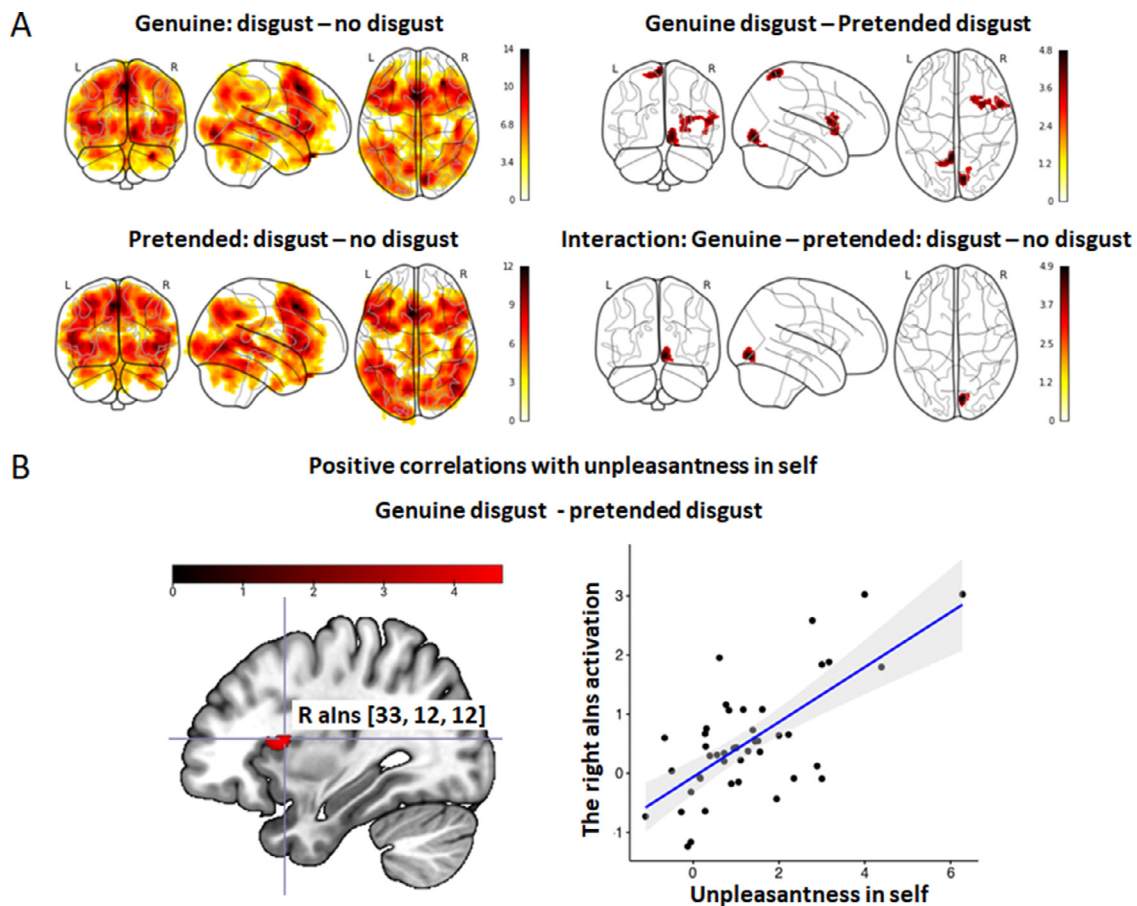 A
Genuine: disgust – no disgust
L
R
14
10
6.8
3.4
0
Genuine disgust – Pretended disgust
L
R
4.8
3.6
2.4
1.2
0
Pretended: disgust – no disgust
L
R
12
9
6
3
0
Interaction: Genuine – pretended: disgust – no disgust
L
R
4.9
3.7
2.5
1.2
0
B
Positive correlations with unpleasantness in self
Genuine disgust - pretended disgust
0 1 2 3 4
R aIns [33, 12, 12]
The right aIns activation
3
2
1
0
-1
0 2 4 6
Unpleasantness in self